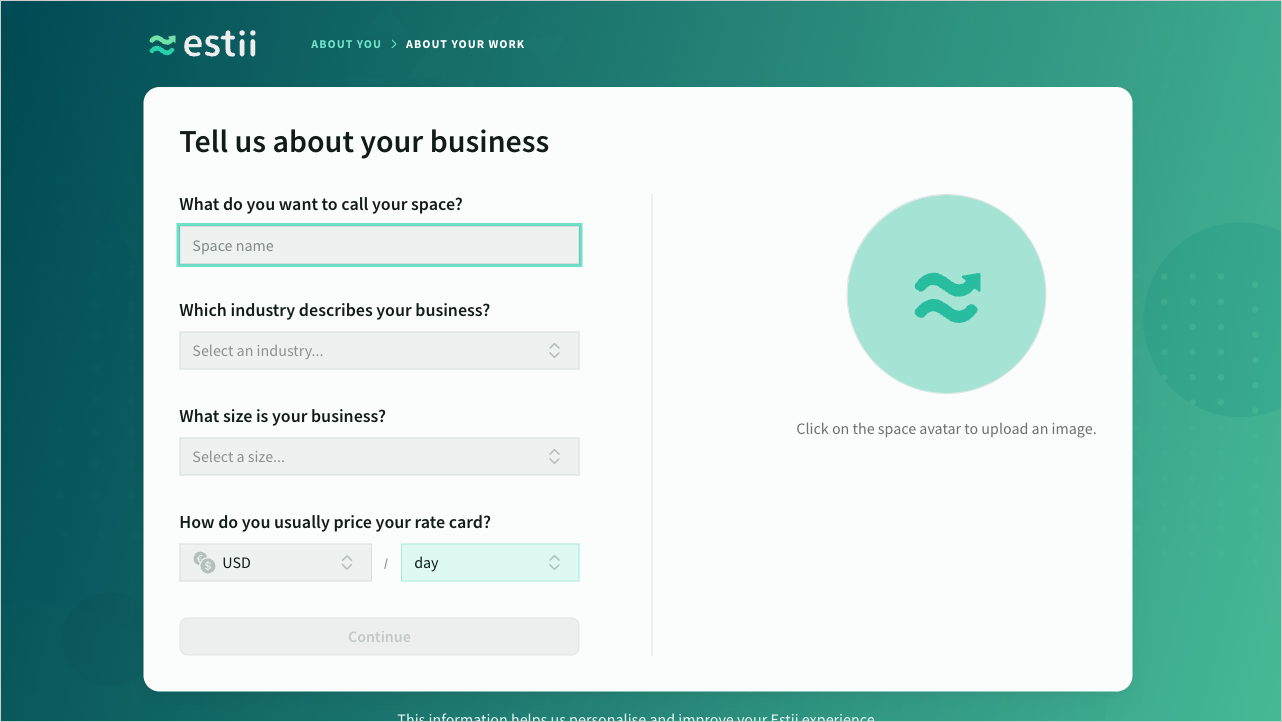 estii
ABOUT YOU > ABOUT YOUR WORK
Tell us about your business
What do you want to call your space?
Space name
Which industry describes your business?
Select an industry...
What size is your business?
Select a size...
How do you usually price your rate card?
USD / day
Continue
Click on the space avatar to upload an image.
This information helps us personalise and improve your Estii experience